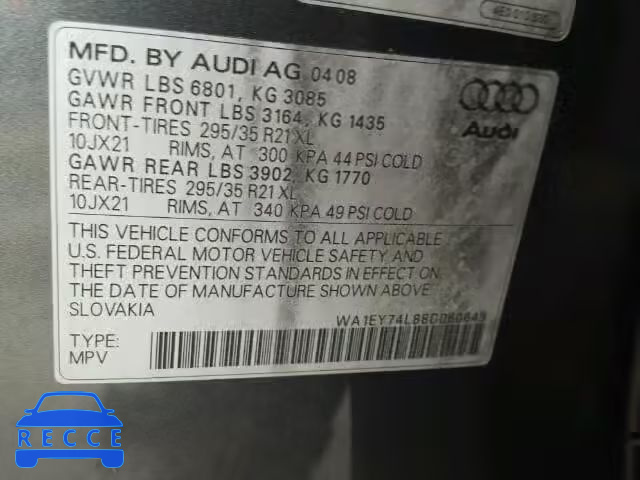 MFD. BY AUDI AG 04 08
GVWR LBS 6801, KG 3085
GAWR FRONT LBS 3164, KG 1435
FRONT-TIRES 295/35 R21 XL
10JX21 RIMS, AT 300 KPA 44 PSI COLD
GAWR REAR LBS 3902, KG 1770
REAR-TIRES 295/35 R21 XL
10JX21 RIMS, AT 340 KPA 49 PSI COLD
Audi
THIS VEHICLE CONFORMS TO ALL APPLICABLE
U.S. FEDERAL MOTOR VEHICLE SAFETY AND
THEFT PREVENTION STANDARDS IN EFFECT ON
THE DATE OF MANUFACTURE SHOWN ABOVE.
SLOVAKIA
TYPE:
MPV
RECCE